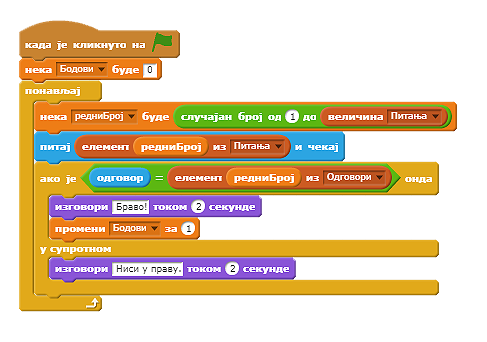 када је кликнуто на
нека Бодови буде 0
понављај
нека редниБрој буде случајан број од 1 до величина Питања
питај елемент редниБрој из Питања и чекај
ако је одговор = елемент редниБрој из Одговори онда
изговори Браво! током 2 секунде
промени Бодови за 1
у супротном
изговори Ниси у праву. током 2 секунде